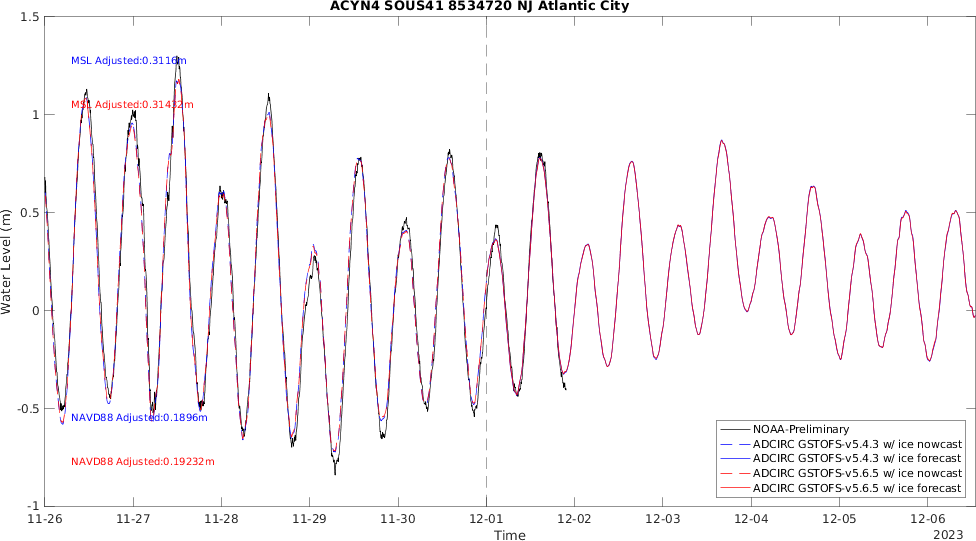 ACYN4 SOUS41 8534720 NJ Atlantic City
1.5
1
0.5
0
-0.5
-1
Water Level (m)
MSL Adjusted:0.3116m
MSL Adjusted:0.31432m
NAVD88 Adjusted:0.1896m
NAVD88 Adjusted:0.19232m
NOAA-Preliminary
ADCIRC GSTOFS-v5.4.3 w/ ice nowcast
ADCIRC GSTOFS-v5.4.3 w/ ice forecast
ADCIRC GSTOFS-v5.6.5 w/ ice nowcast
ADCIRC GSTOFS-v5.6.5 w/ ice forecast
11-26 11-27 11-28 11-29 11-30 12-01 12-02 12-03 12-04 12-05 12-06
Time
2023